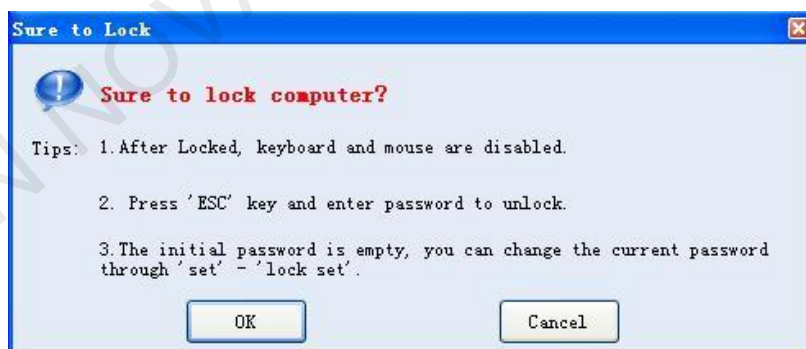 Sure to Lock
Sure to lock computer?
Tips: 1.After Locked, keyboard and mouse are disabled.
2. Press 'ESC' key and enter password to unlock.
3.The initial password is empty, you can change the current password
through 'set' - 'lock set'.
OK Cancel